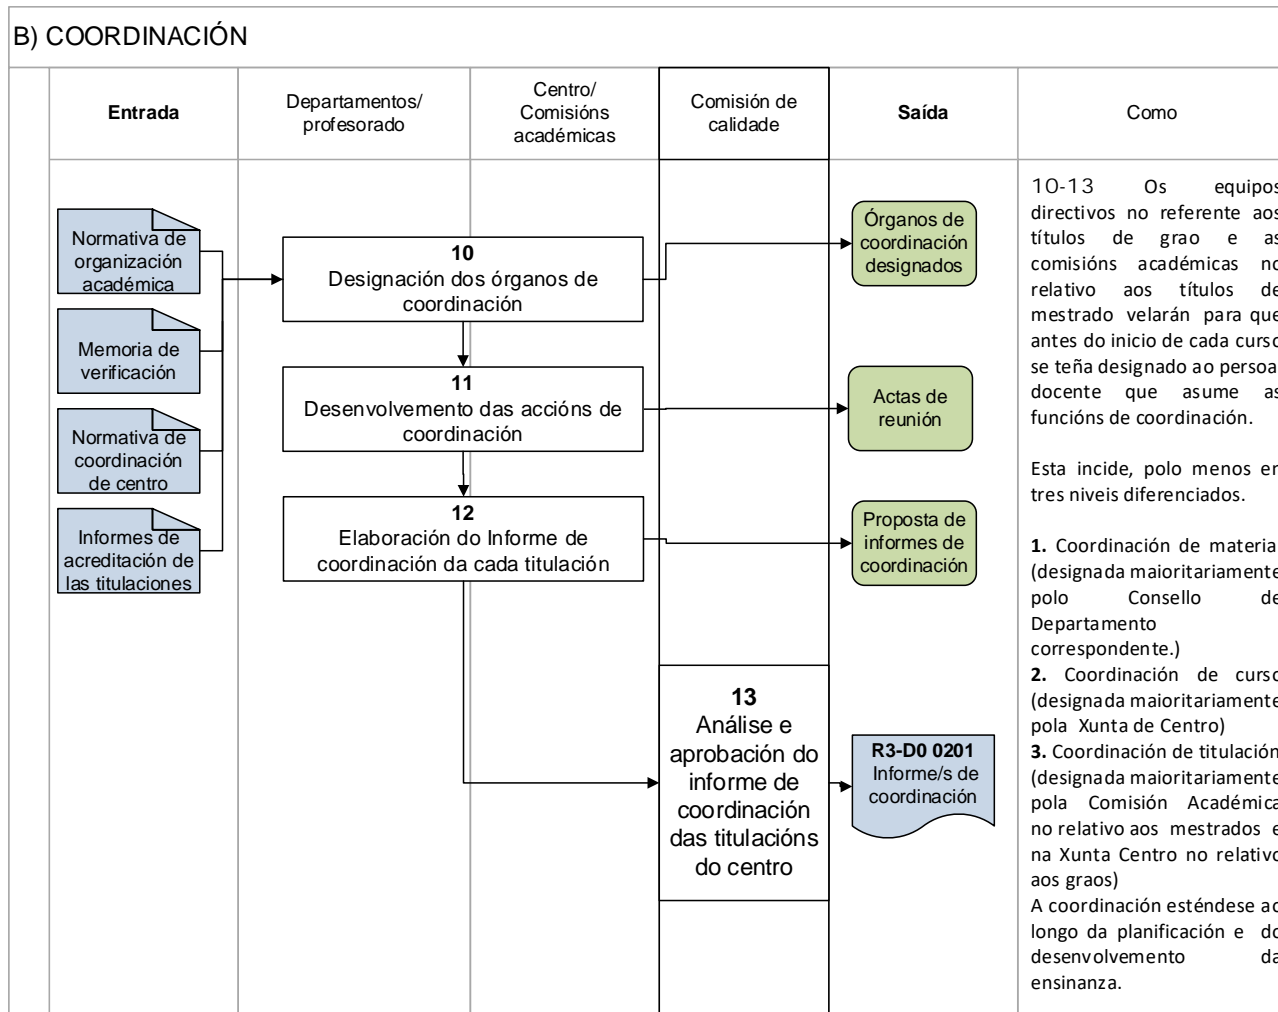 B) COORDINACIÓN
Entrada
Departamentos/
profesorado
Centro/
Comisións
académicas
Comisión de
calidade
Saída
Como
Normativa de
organización
académica
Memoria de
verificación
Normativa de
coordinación
de centro
Informes de
acreditación de
las titulaciones
10
Designación dos órganos de
coordinación
11
Desenvolvemento das accións de
coordinación
12
Elaboración do Informe de
coordinación da cada titulación
13
Análise e
aprobación do
informe de
coordinación
das titulacións
do centro
Órganos de
coordinación
designados
Actas de
reunión
Proposta de
informes de
coordinación
R3-D0 0201
Informe/s de
coordinación
10-13 Os equipos
directivos no referente aos
títulos de grao e as
comisións académicas no
relativo aos títulos de
mestrado velarán para que
antes do inicio de cada curso
se teña designado ao persoal
docente que asume as
funcións de coordinación.
Esta incide, polo menos en
tres niveis diferenciados.
1. Coordinación de materia
(designada maioritariamente
polo Consello de
Departamento
correspondente.)
2. Coordinación de curso
(designada maioritariamente
pola Xunta de Centro)
3. Coordinación de titulación
(designada maioritariamente
pola Comisión Académica
no relativo aos mestrados e
na Xunta Centro no relativo
aos graos)
A coordinación esténdese ao
longo da planificación e do
desenvolvemento da
ensinanza.